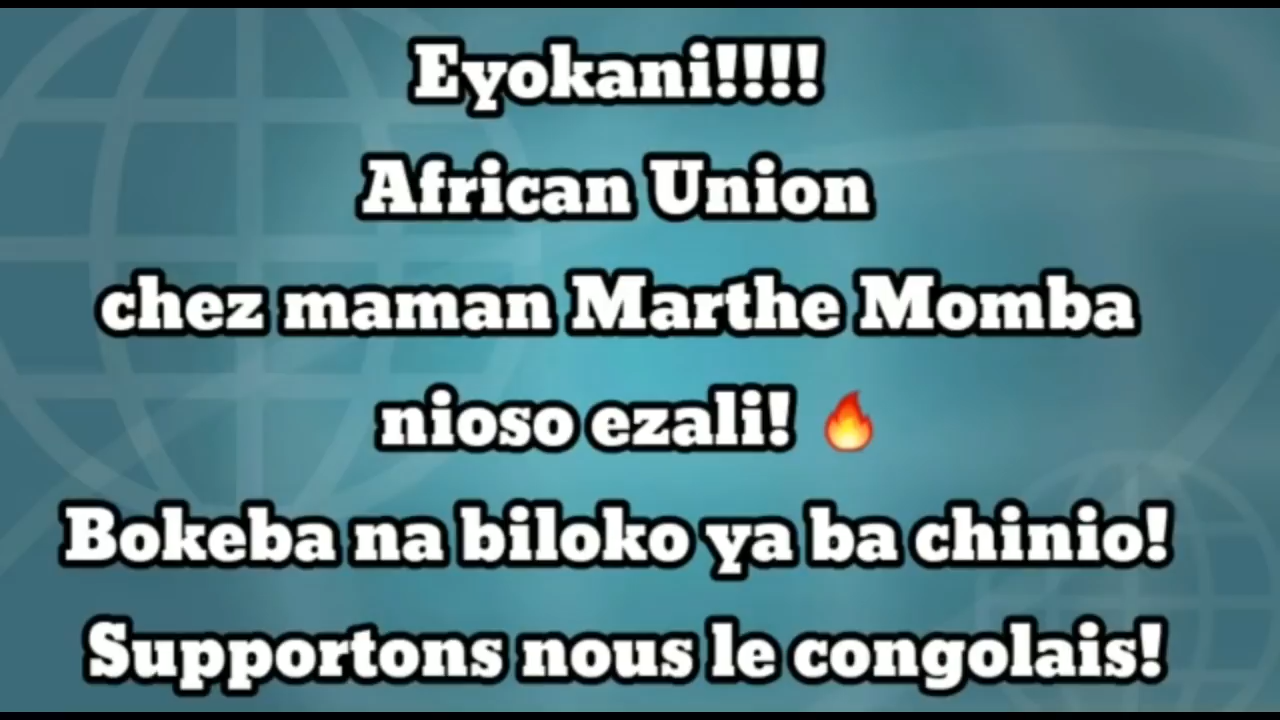 Eyokani!!!!
African Union
chez maman Marthe Momba
nioso ezali! 🔥
Bokeba na biloko ya ba chinio!
Supportons nous le congolais!